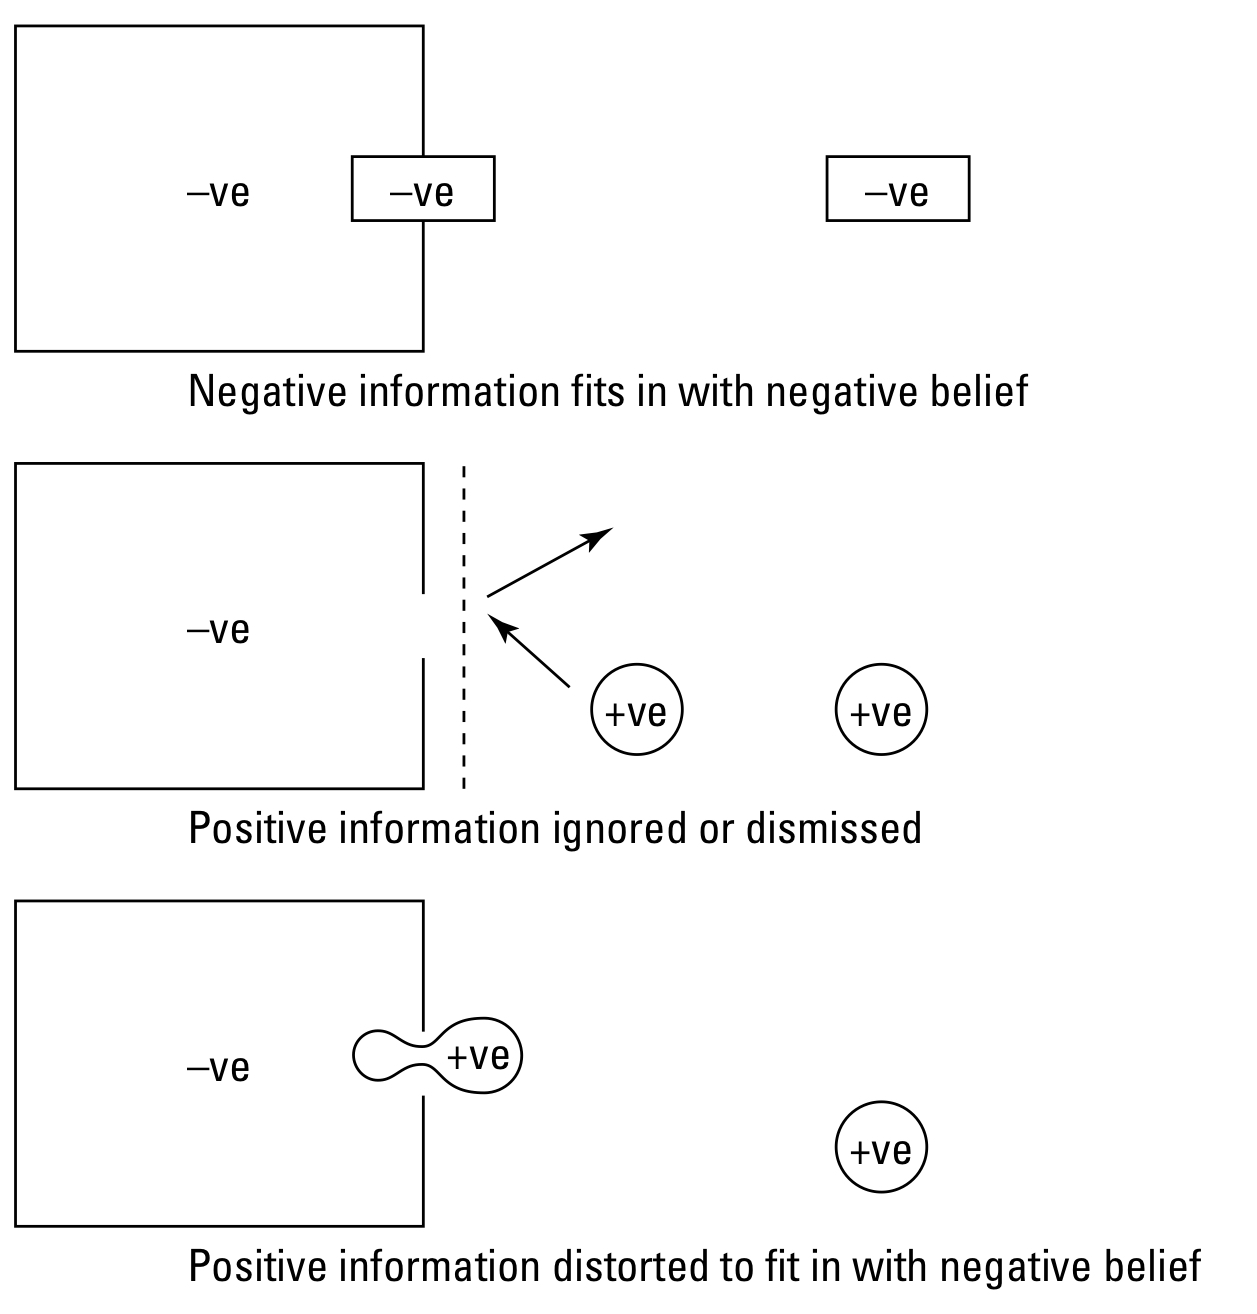 –ve –ve –ve
Negative information fits in with negative belief
–ve
+ve +ve
Positive information ignored or dismissed
–ve +ve
+ve
Positive information distorted to fit in with negative belief